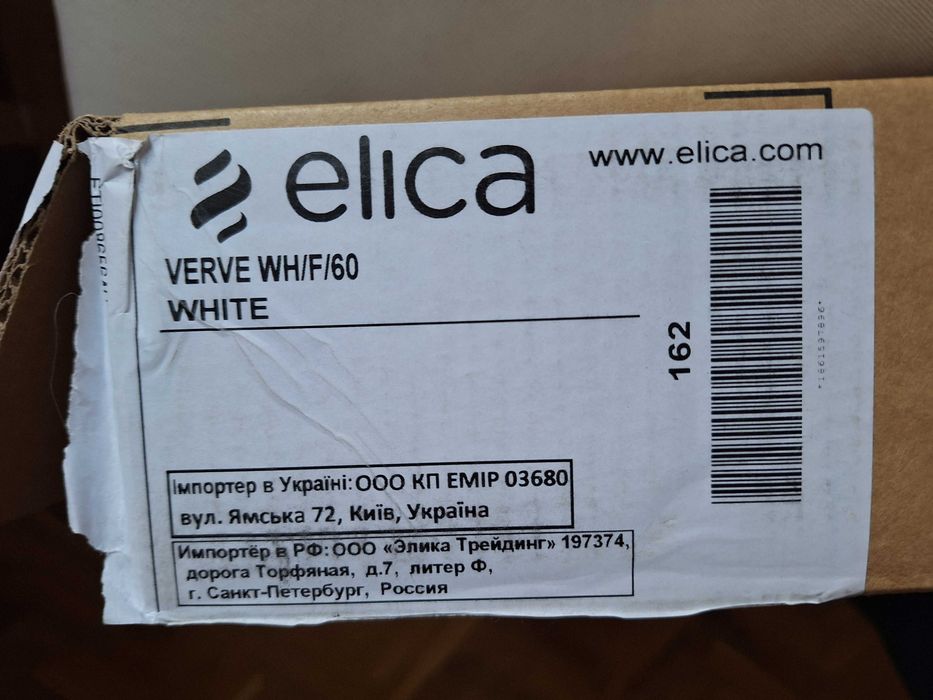 elica
www.elica.com
VERVE WH/F/60
WHITE
162
Імпортер в Україні: ООО КП ЕМІР 03680
вул. Ямська 72, Київ, Україна
Импортёр в РФ: ООО «Элика Трейдинг» 197374,
дорога Торфяная, д.7, литер Ф,
г. Санкт-Петербург, Россия